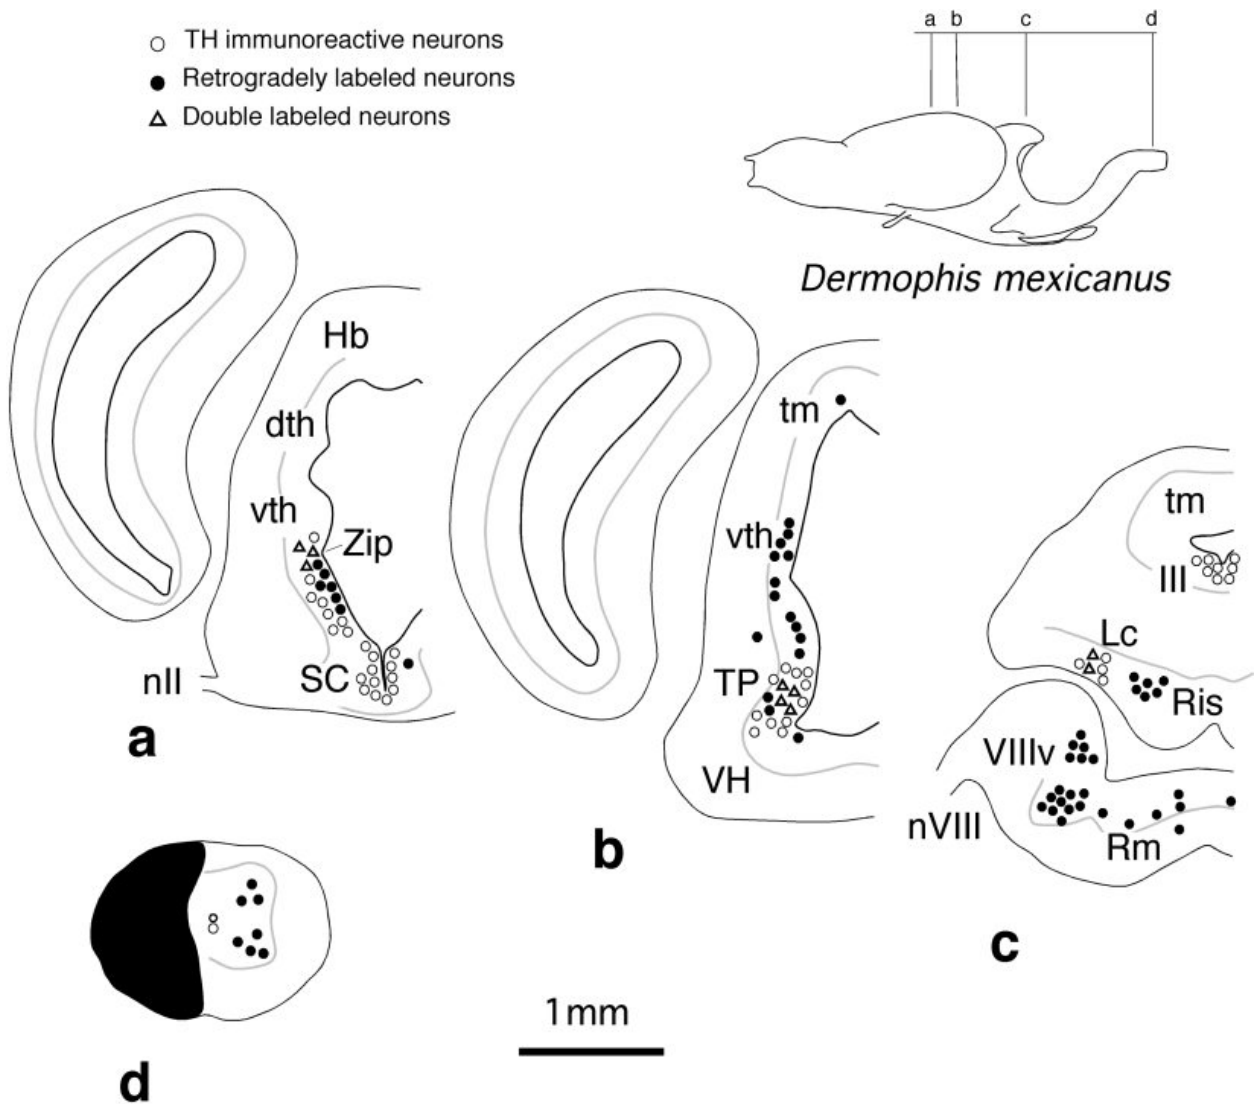 TH immunoreactive neurons
Retrogradely labeled neurons
Double labeled neurons
a b c d
Dermophis mexicanus
Hb
dth
vth
Zip
SC
nII
a
tm
vth
TP
VH
b
tm
III
Lc
Ris
VIIIv
nVIII
Rm
c
d
1mm